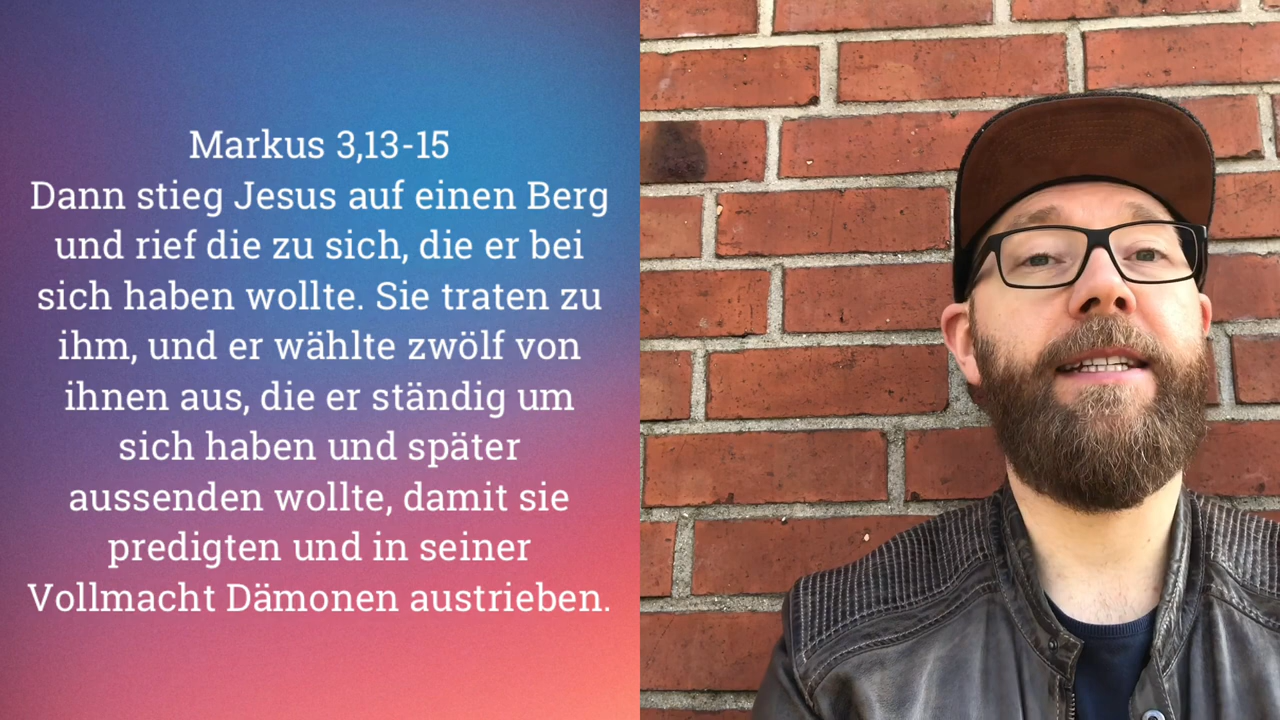 Markus 3,13-15
Dann stieg Jesus auf einen Berg
und rief die zu sich, die er bei
sich haben wollte. Sie traten zu
ihm, und er wählte zwölf von
ihnen aus, die er ständig um
sich haben und später
aussenden wollte, damit sie
predigten und in seiner
Vollmacht Dämonen austrieben.